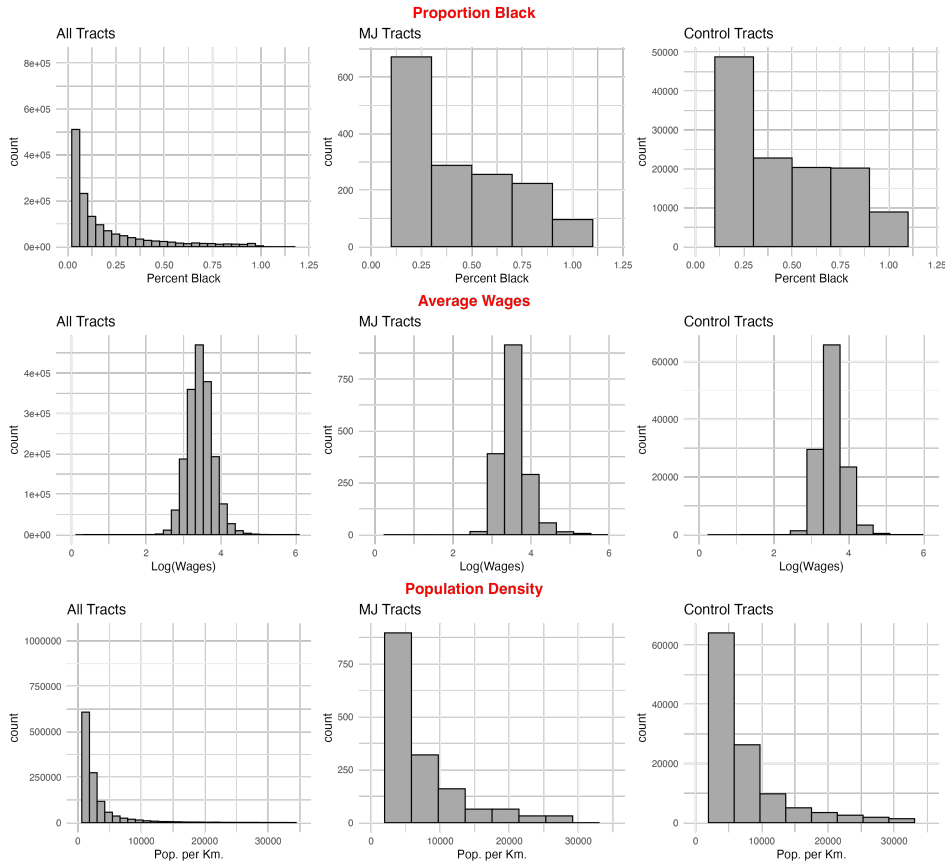 Proportion Black
All Tracts
MJ Tracts
Control Tracts
8e+05
6e+05
4e+05
2e+05
0e+00
count
0.00 0.25 0.50 0.75 1.00 1.25
Percent Black
600
400
200
0
count
0.00 0.25 0.50 0.75 1.00 1.25
Percent Black
50000
40000
30000
20000
10000
0
count
0.00 0.25 0.50 0.75 1.00 1.25
Percent Black
Average Wages
All Tracts
MJ Tracts
Control Tracts
4e+05
3e+05
2e+05
1e+05
0e+00
count
0 2 4 6
Log(Wages)
750
500
250
0
count
0 2 4 6
Log(Wages)
60000
40000
20000
0
count
0 2 4 6
Log(Wages)
Population Density
All Tracts
MJ Tracts
Control Tracts
1000000
750000
500000
250000
0
count
0 10000 20000 30000
Pop. per Km.
750
500
250
0
count
0 10000 20000 30000
Pop. per Km.
60000
40000
20000
0
count
0 10000 20000 30000
Pop. per Km.